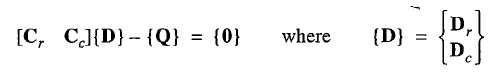 [C_r C_c]{D} – {Q} = {0} where {D} = {D_r D_c}